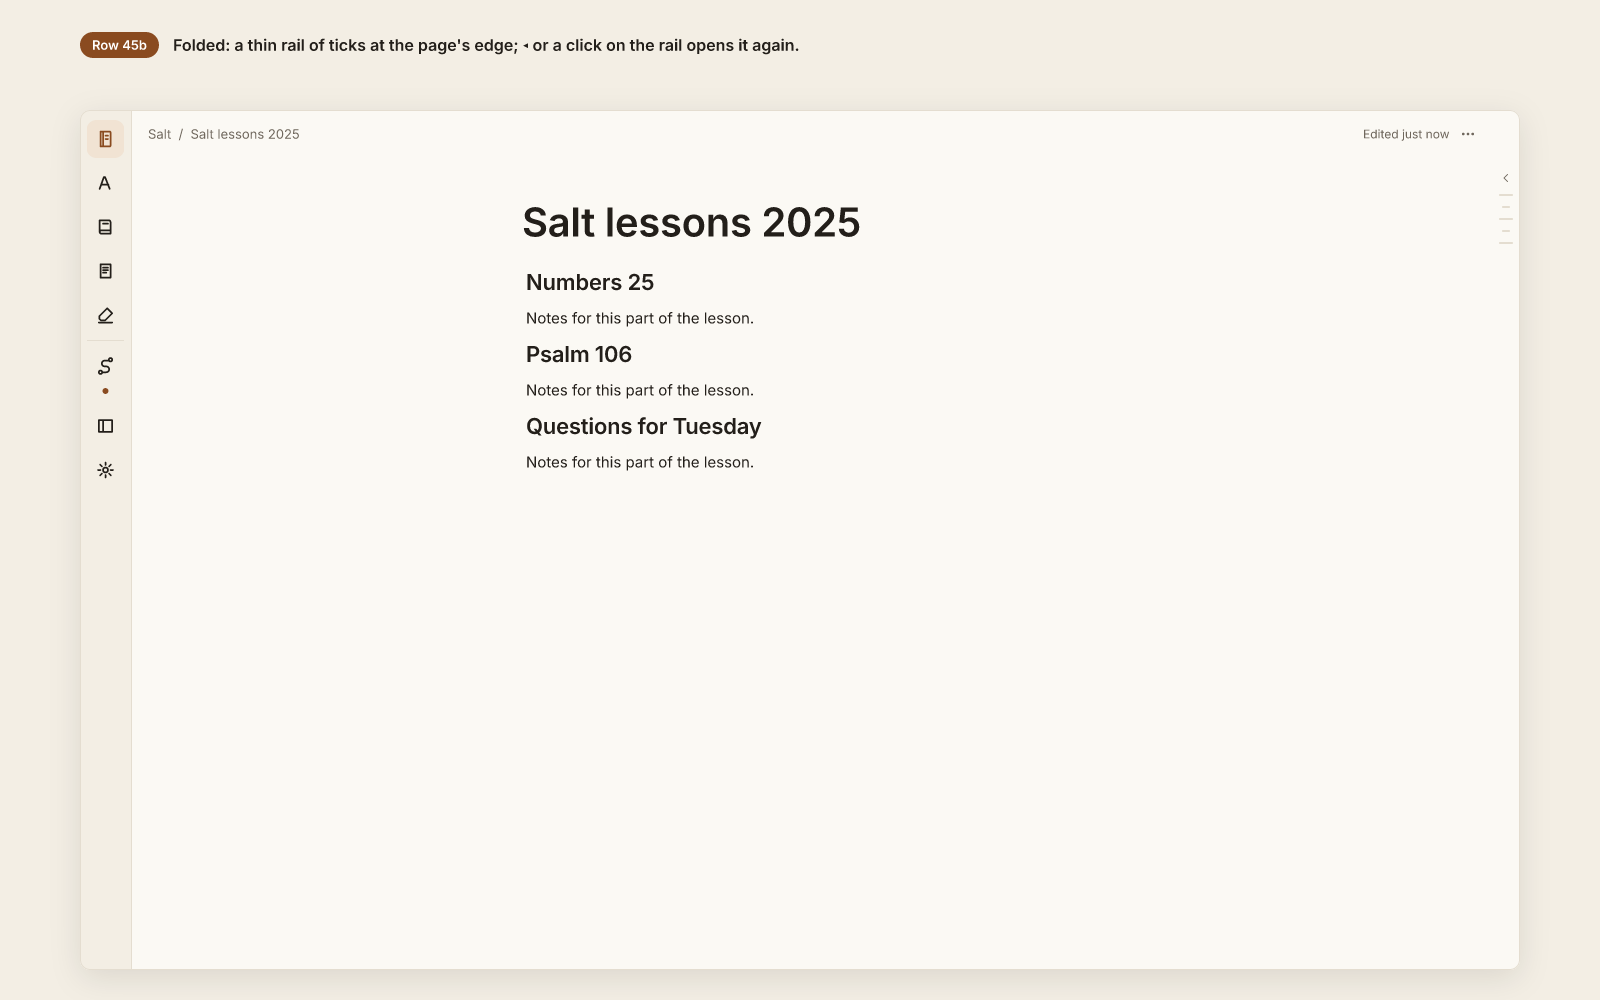 Row 45b
Folded: a thin rail of ticks at the page's edge; ◂ or a click on the rail opens it again.
Salt / Salt lessons 2025
Edited just now
Salt lessons 2025
Numbers 25
Notes for this part of the lesson.
Psalm 106
Notes for this part of the lesson.
Questions for Tuesday
Notes for this part of the lesson.